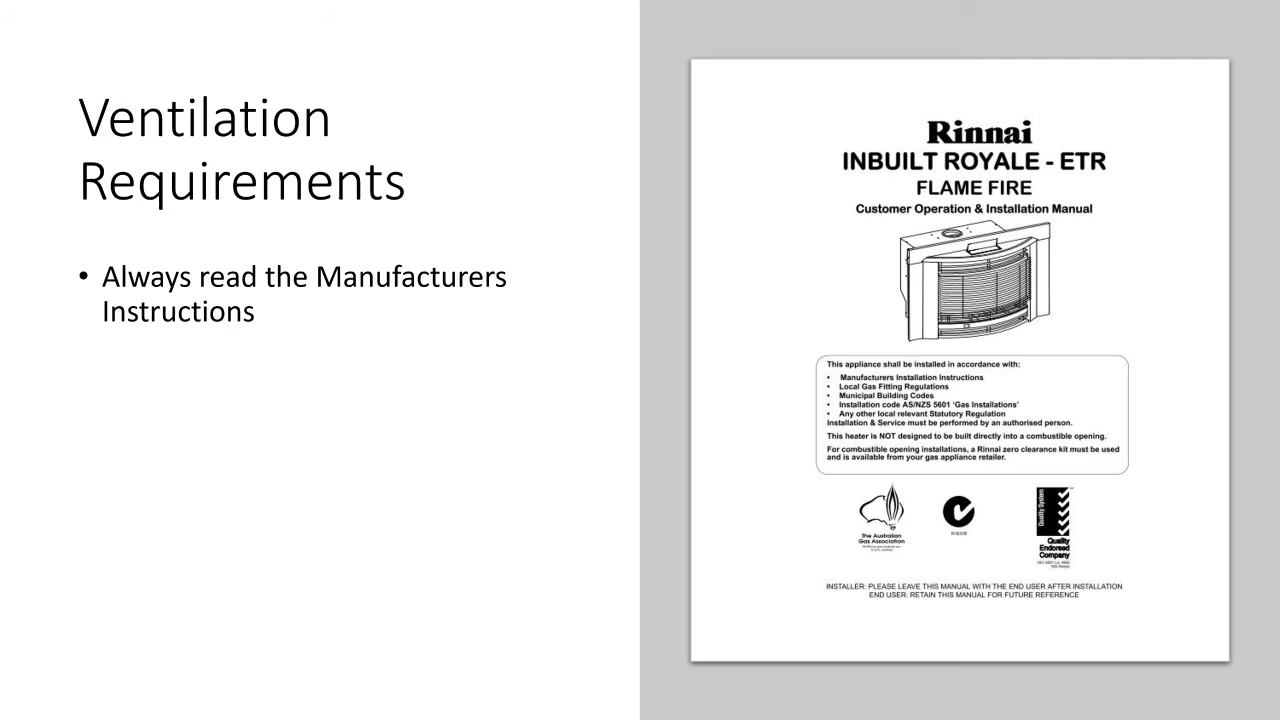 Ventilation
Requirements
• Always read the Manufacturers
Instructions
Rinnai
INBUILT ROYALE - ETR
FLAME FIRE
Customer Operation & Installation Manual
This appliance shall be installed in accordance with:
• Manufacturers Installation Instructions
• Local Gas Fitting Regulations
• Municipal Building Codes
• Installation code AS/NZS 5601 ‘Gas Installations’
• Any other local relevant Statutory Regulation
Installation & Service must be performed by an authorised person.
This heater is NOT designed to be built directly into a combustible opening.
For combustible opening installations, a Rinnai zero clearance kit must be used
and is available from your gas appliance retailer.
The Australian
Gas Association
Quality System
Quality
Endorsed
Company
INSTALLER: PLEASE LEAVE THIS MANUAL WITH THE END USER AFTER INSTALLATION
END USER: RETAIN THIS MANUAL FOR FUTURE REFERENCE